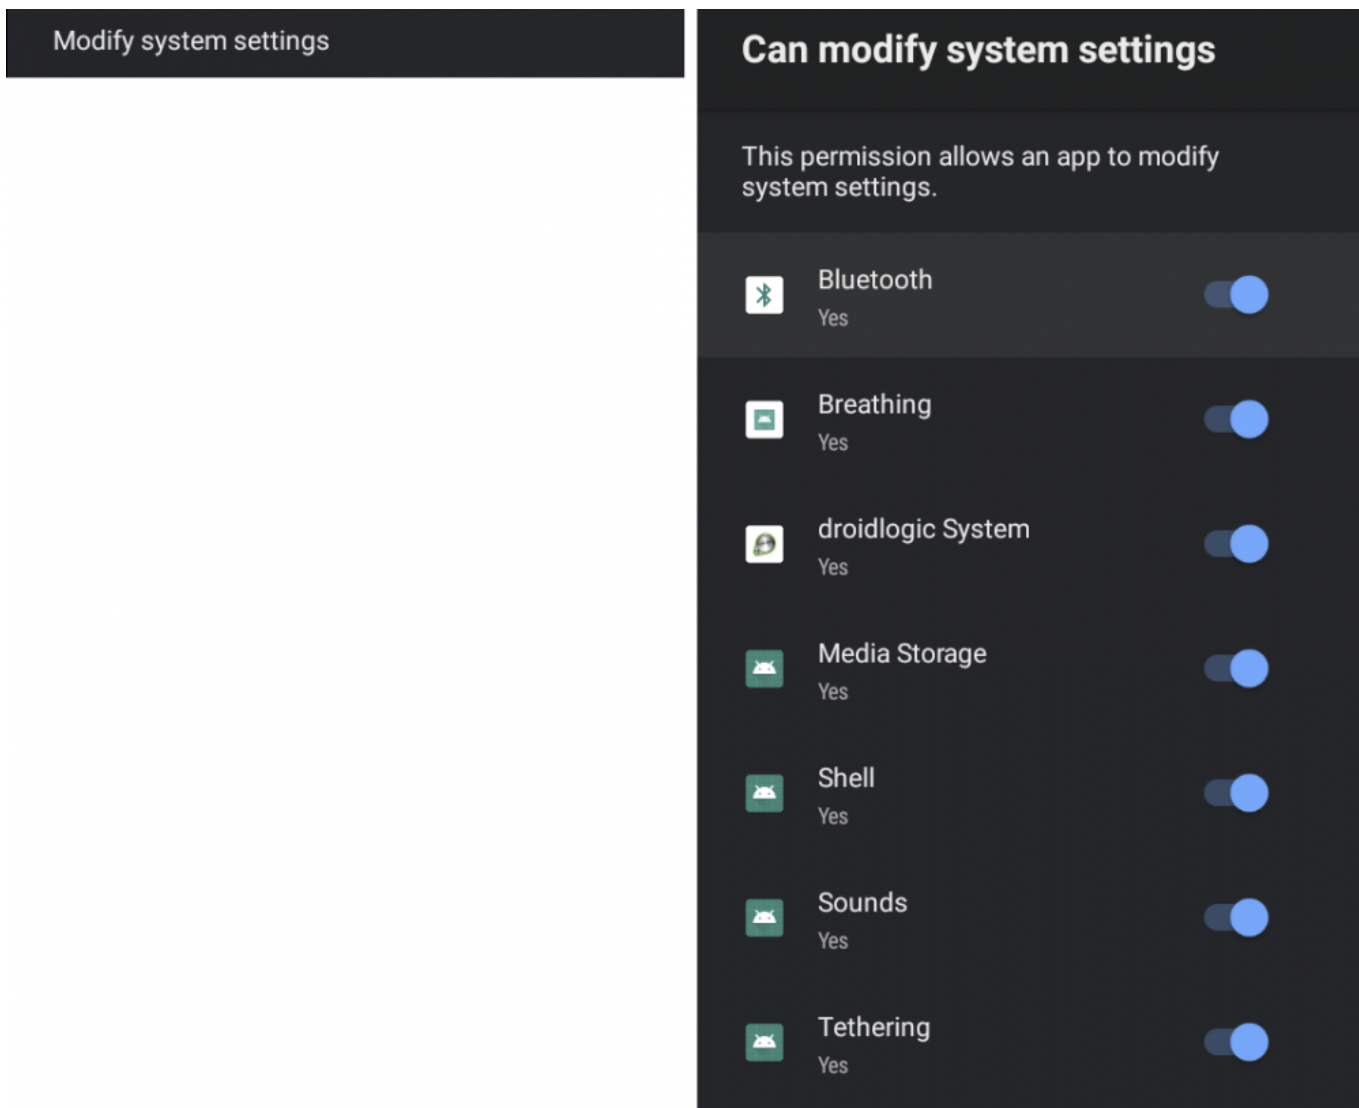 Modify system settings
Can modify system settings
This permission allows an app to modify
system settings.
Bluetooth
Yes
Breathing
Yes
droidlogic System
Yes
Media Storage
Yes
Shell
Yes
Sounds
Yes
Tethering
Yes